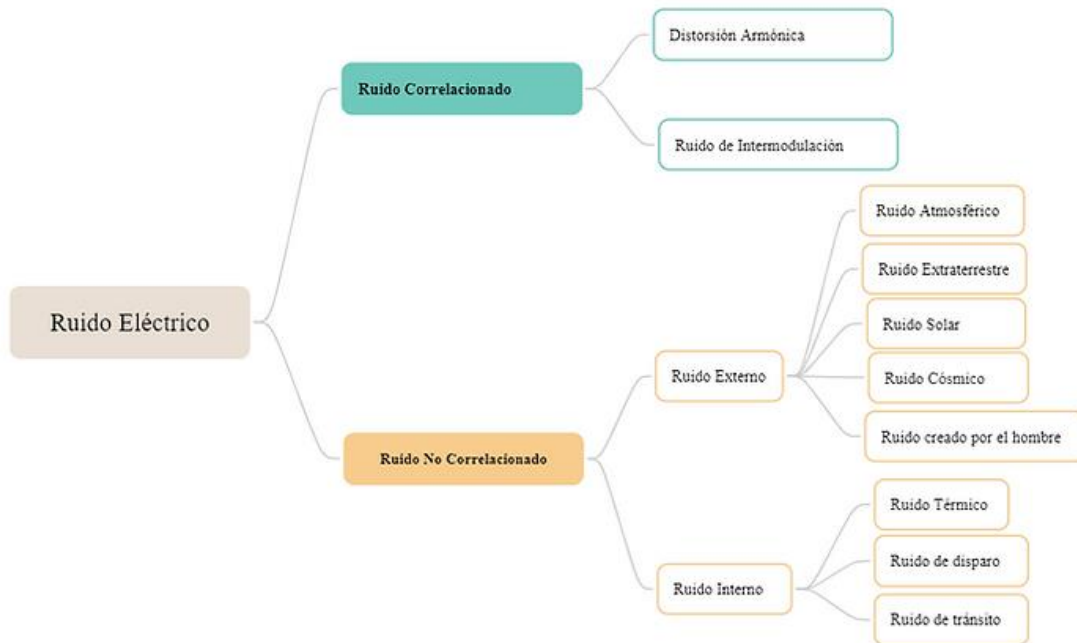 Ruido Eléctrico
Ruido Correlacionado
Distorsión Armónica
Ruido de Intermodulación
Ruido No Correlacionado
Ruido Externo
Ruido Atmosférico
Ruido Extraterrestre
Ruido Solar
Ruido Cósmico
Ruido creado por el hombre
Ruido Interno
Ruido Térmico
Ruido de disparo
Ruido de tránsito